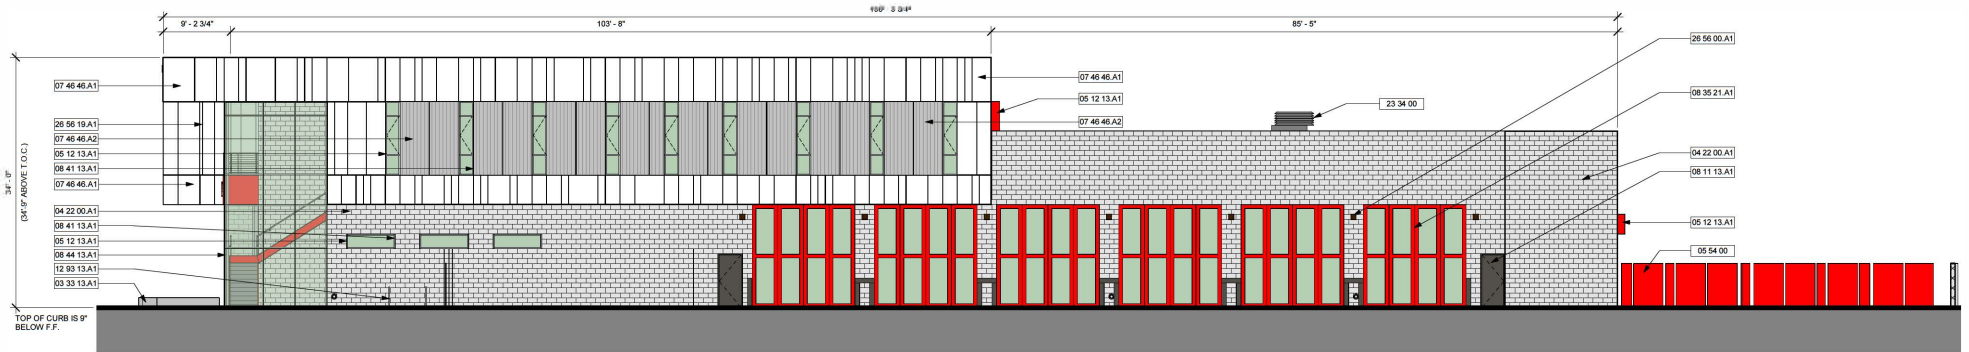 9' - 2 3/4"
103' - 8"
85' - 5"
26 56 00.A1
07 46 46.A1
07 46 46.A1
05 12 13.A1
23 34 00
08 35 21.A1
26 56 19.A1
07 46 46.A2
07 46 46.A2
05 12 13.A1
04 22 00.A1
08 41 13.A1
08 11 13.A1
07 46 46.A1
34' - 0"
(34'-9" ABOVE T.O.C.)
04 22 00.A1
08 41 13.A1
05 12 13.A1
05 12 13.A1
08 44 13.A1
05 54 00
12 93 13.A1
03 33 13.A1
TOP OF CURB IS 9"
BELOW F.F.